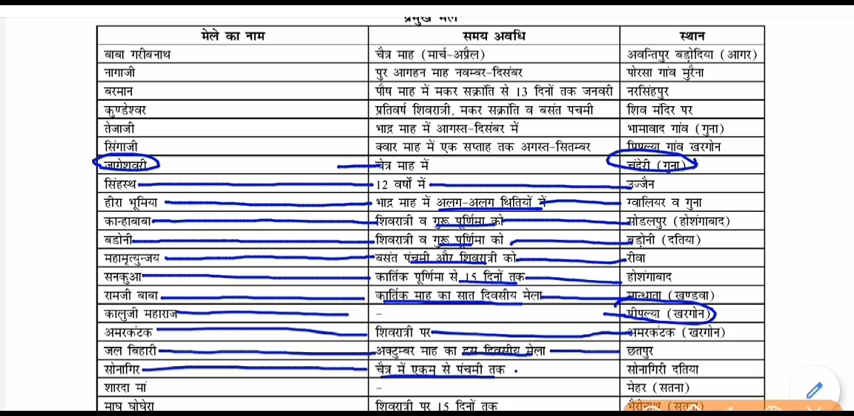 प्रमुख मेले
मेले का नाम समय अवधि स्थान
बाबा गरीबनाथ चैत्र माह (मार्च-अप्रैल) अवन्तिपुर बड़ोदिया (आगर)
नागाजी पुर आगहन माह नवम्बर-दिसंबर पोरसा गांव मुरैना
बरमान पौष माह में मकर सक्रांति से 13 दिनों तक जनवरी नरसिंहपुर
कुण्डेश्वर प्रतिवर्ष शिवरात्री, मकर सक्रांति व बसंत पचमी शिव मंदिर पर
तेजाजी भाद्र माह में आगस्त-दिसंबर में भामावाद गांव (गुना)
सिंगाजी क्वार माह में एक सप्ताह तक अगस्त-सितम्बर पिपल्या गांव खरगोन
जागेशवरी चैत्र माह में चंदेरी (गुना)
सिंहस्थ 12 वर्षों में उज्जैन
हीरा भूमिया भाद्र माह में अलग-अलग थितियों में ग्वालियर व गुना
कान्हाबाबा शिवरात्री व गुरू पूर्णिमा को सोडलपुर (होशंगाबाद)
बडोनी शिवरात्री व गुरू पूर्णिमा को बड़ोनी (दतिया)
महामृत्युन्जय बसंत पंचमी और शिवरात्री को रीवा
सनकुआ कार्तिक पूर्णिमा से 15 दिनों तक होशंगाबाद
रामजी बाबा कार्तिक माह का सात दिवसीय मेला मान्धाता (खण्डवा)
कालुजी महाराज - पीपल्या (खरगोन)
अमरकंटक शिवरात्री पर अमरकंटक (खरगोन)
जल बिहारी अक्टुम्बर माह का दस दिवसीय मेला छतपुर
सोनागिर चैत्र में एकम् से पंचमी तक सोनागिरी दतिया
शारदा मां - मेहर (सतना)
माघ घोघेरा शिवरात्री पर 15 दिनों तक